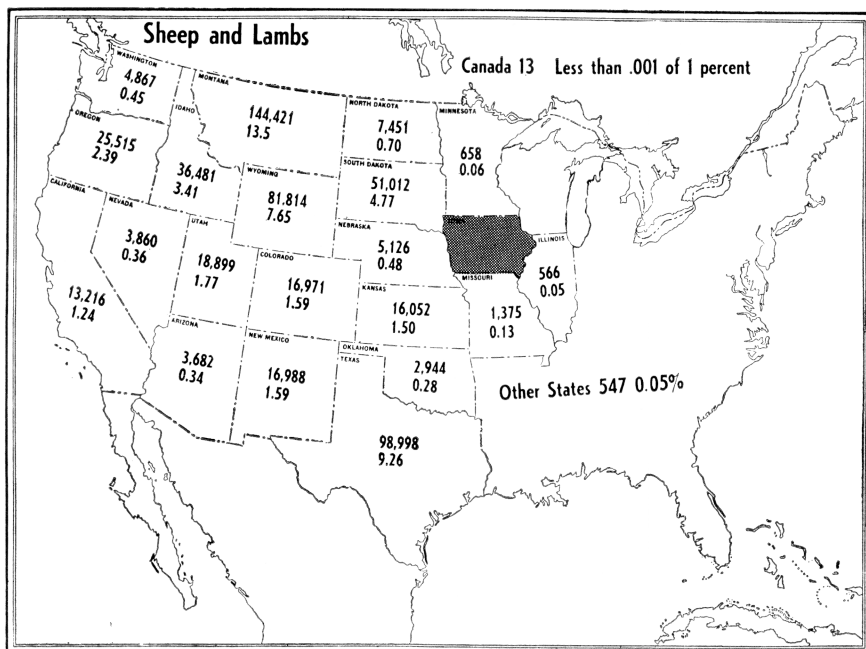 Sheep and Lambs
Canada 13 Less than .001 of 1 percent
WASHINGTON
4,867
0.45
MONTANA
144,421
13.5
NORTH DAKOTA
7,451
0.70
MINNESOTA
658
0.06
OREGON
25,515
2.39
IDAHO
36,481
3.41
WYOMING
81.814
7.65
SOUTH DAKOTA
51,012
4.77
CALIFORNIA
13,216
1.24
NEVADA
3,860
0.36
UTAH
18,899
1.77
COLORADO
16,971
1.59
NEBRASKA
5,126
0.48
KANSAS
16,052
1.50
MISSOURI
1,375
0.13
ILLINOIS
566
0.05
ARIZONA
3,682
0.34
NEW MEXICO
16,988
1.59
OKLAHOMA
2,944
0.28
TEXAS
98,998
9.26
Other States 547 0.05%